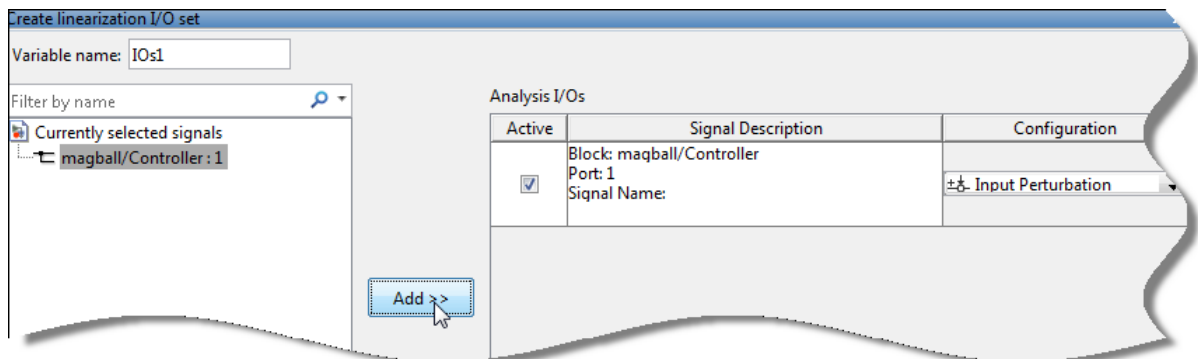 Create linearization I/O set
Variable name: IOs1
Filter by name
Currently selected signals
magball/Controller : 1
Add >>
Analysis I/Os
Active Signal Description Configuration
Block: magball/Controller
Port: 1
Signal Name:
Input Perturbation